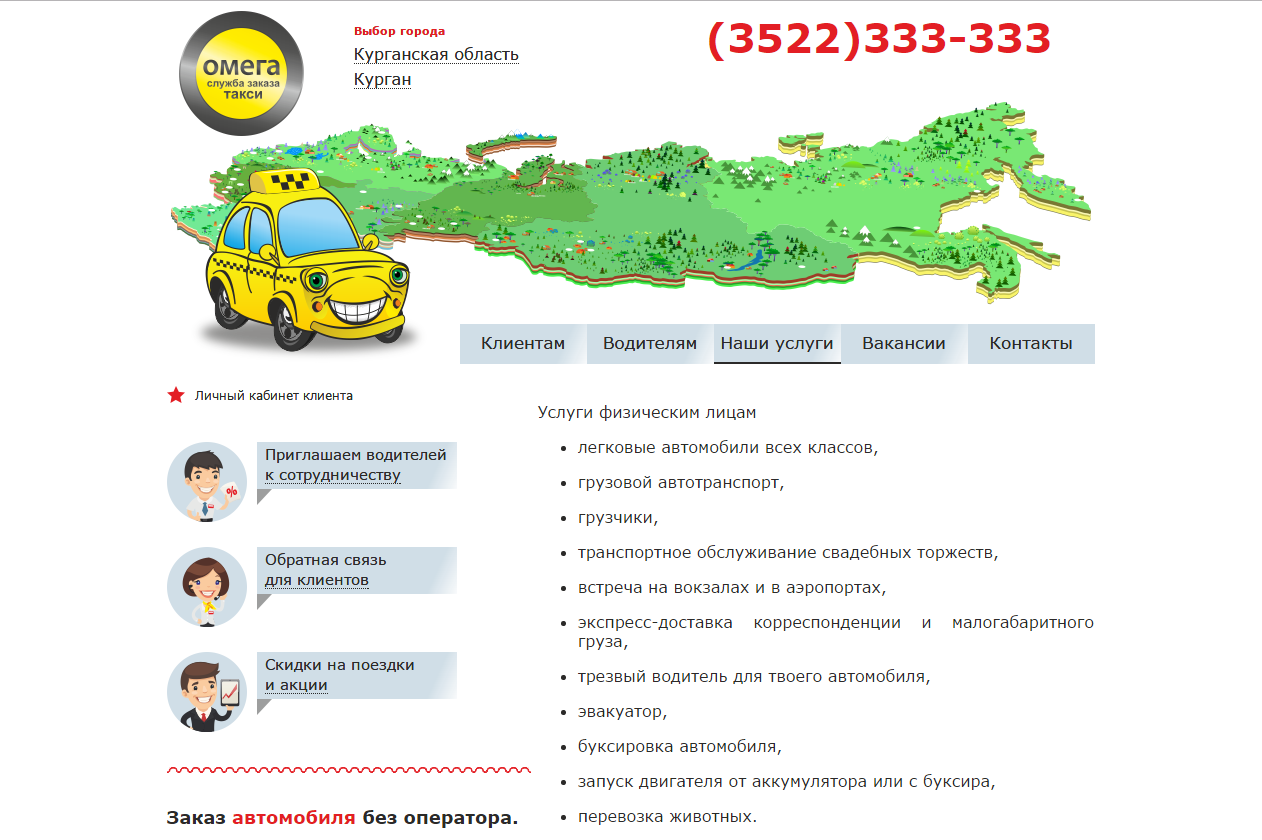 омега
служба заказа
такси
Выбор города
Курганская область
Курган
(3522)333-333
Клиентам
Водителям
Наши услуги
Вакансии
Контакты
Личный кабинет клиента
Приглашаем водителей
к сотрудничеству
%
Обратная связь
для клиентов
Скидки на поездки
и акции
Заказ автомобиля без оператора.
Услуги физическим лицам
легковые автомобили всех классов,
грузовой автотранспорт,
грузчики,
транспортное обслуживание свадебных торжеств,
встреча на вокзалах и в аэропортах,
экспресс-доставка корреспонденции и малогабаритного
груза,
трезвый водитель для твоего автомобиля,
эвакуатор,
буксировка автомобиля,
запуск двигателя от аккумулятора или с буксира,
перевозка животных.